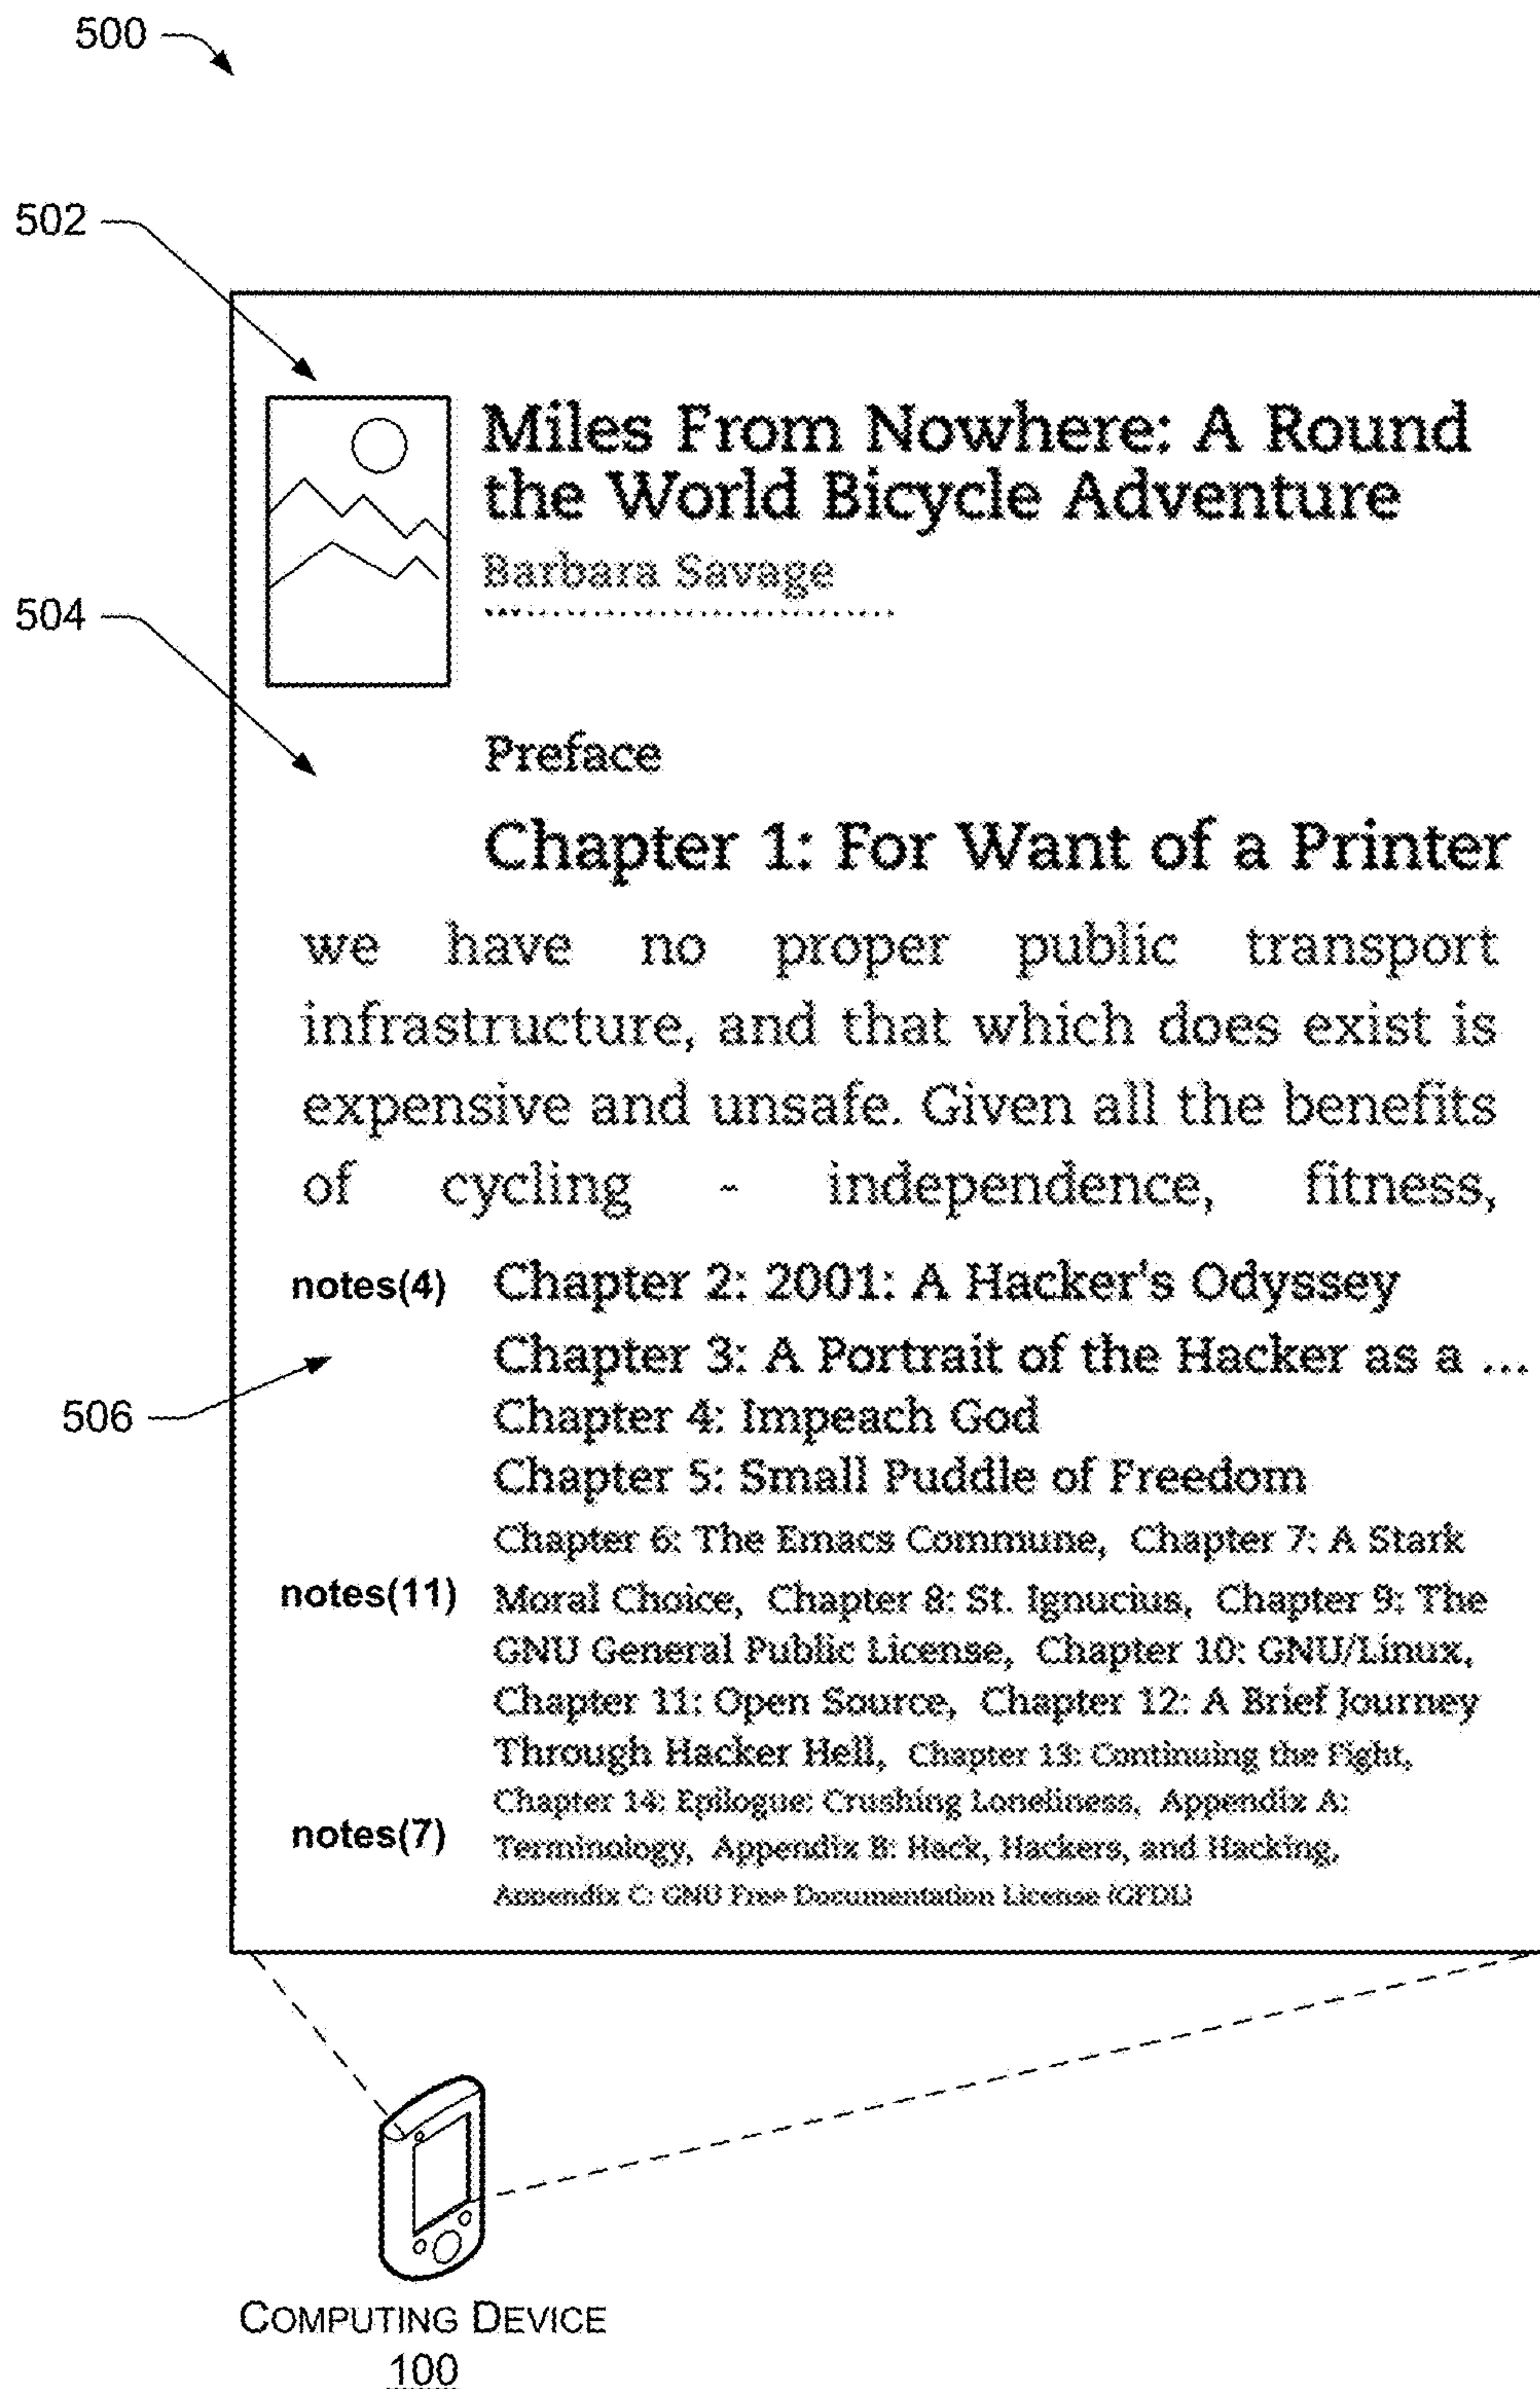 500
502
Miles From Nowhere: A Round
the World Bicycle Adventure
Barbara Savage
504
Preface
Chapter 1: For Want of a Printer
we have no proper public transport
infrastructure, and that which does exist is
expensive and unsafe. Given all the benefits
of cycling - independence, fitness,
notes(4) Chapter 2: 2001: A Hacker's Odyssey
Chapter 3: A Portrait of the Hacker as a ...
506
Chapter 4: Impeach God
Chapter 5: Small Puddle of Freedom
Chapter 6: The Emacs Commune, Chapter 7: A Stark
notes(11) Moral Choice, Chapter 8: St. Ignucius, Chapter 9: The
GNU General Public License, Chapter 10: GNU/Linux,
Chapter 11: Open Source, Chapter 12: A Brief Journey
Through Hacker Hell, Chapter 13: Continuing the Fight,
Chapter 14: Epilogue: Crushing Loneliness, Appendix A:
notes(7) Terminology, Appendix B: Hack, Hackers, and Hacking,
Appendix C: GNU Free Documentation License (GFDL)
COMPUTING DEVICE
100